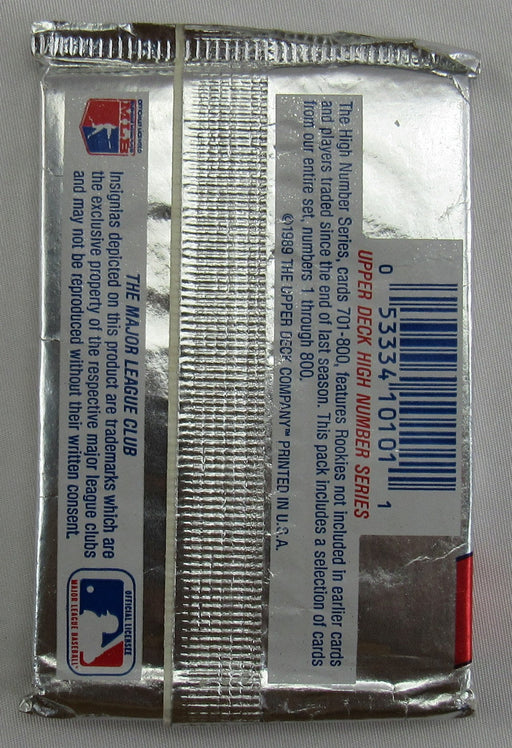 0 53334 10101 1
UPPER DECK HIGH NUMBER SERIES
The High Number Series, cards 701-800, features Rookies not included in earlier cards
and players traded since the end of last season. This pack includes a selection of cards
from our entire set, numbers 1 through 800.
©1989 THE UPPER DECK COMPANY™ PRINTED IN U.S.A.
THE MAJOR LEAGUE CLUB
Insignias depicted on this product are trademarks which are
the exclusive property of the respective major league clubs
and may not be reproduced without their written consent.
OFFICIAL LICENSEE
MAJOR LEAGUE BASEBALL